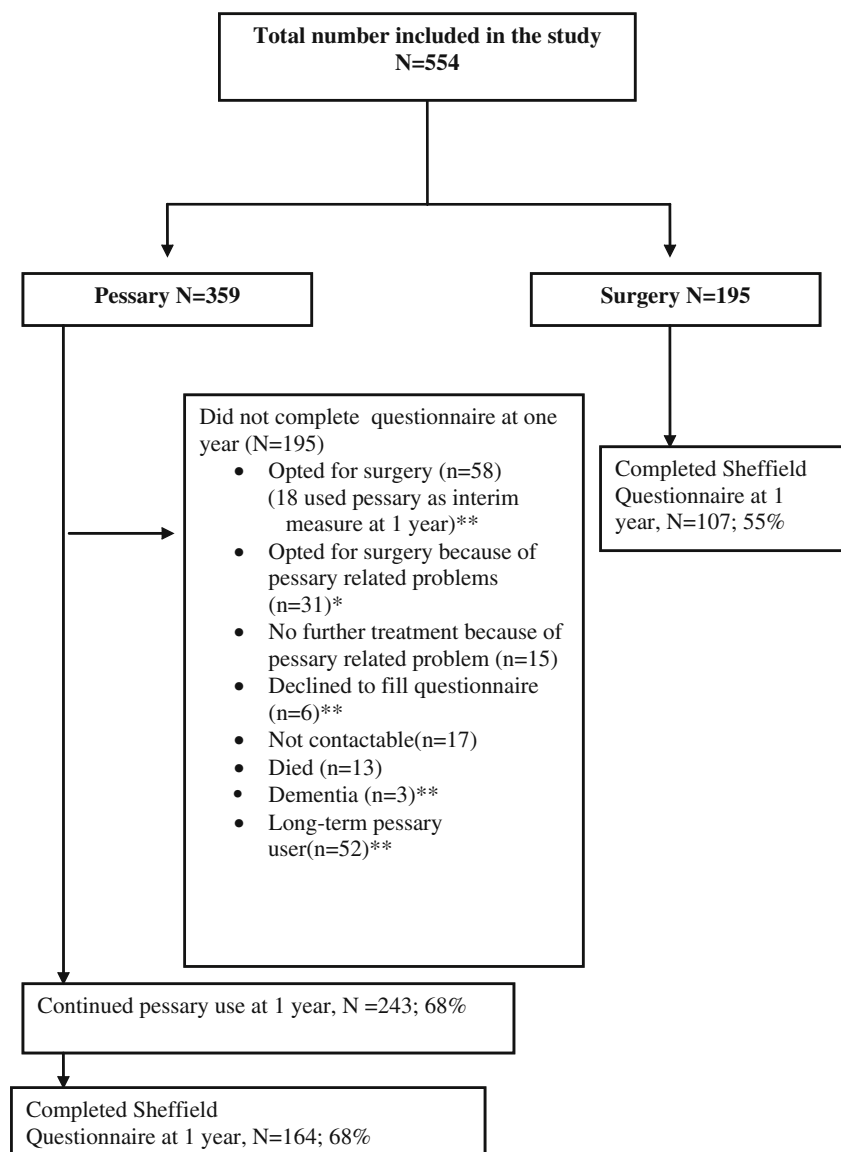 Total number included in the study
N=554
Pessary N=359
Surgery N=195
Did not complete questionnaire at one
year (N=195)
• Opted for surgery (n=58)
(18 used pessary as interim
measure at 1 year)**
• Opted for surgery because of
pessary related problems
(n=31)*
• No further treatment because of
pessary related problem (n=15)
• Declined to fill questionnaire
(n=6)**
• Not contactable(n=17)
• Died (n=13)
• Dementia (n=3)**
• Long-term pessary
user(n=52)**
Completed Sheffield
Questionnaire at 1
year, N=107; 55%
Continued pessary use at 1 year, N =243; 68%
Completed Sheffield
Questionnaire at 1 year, N=164; 68%